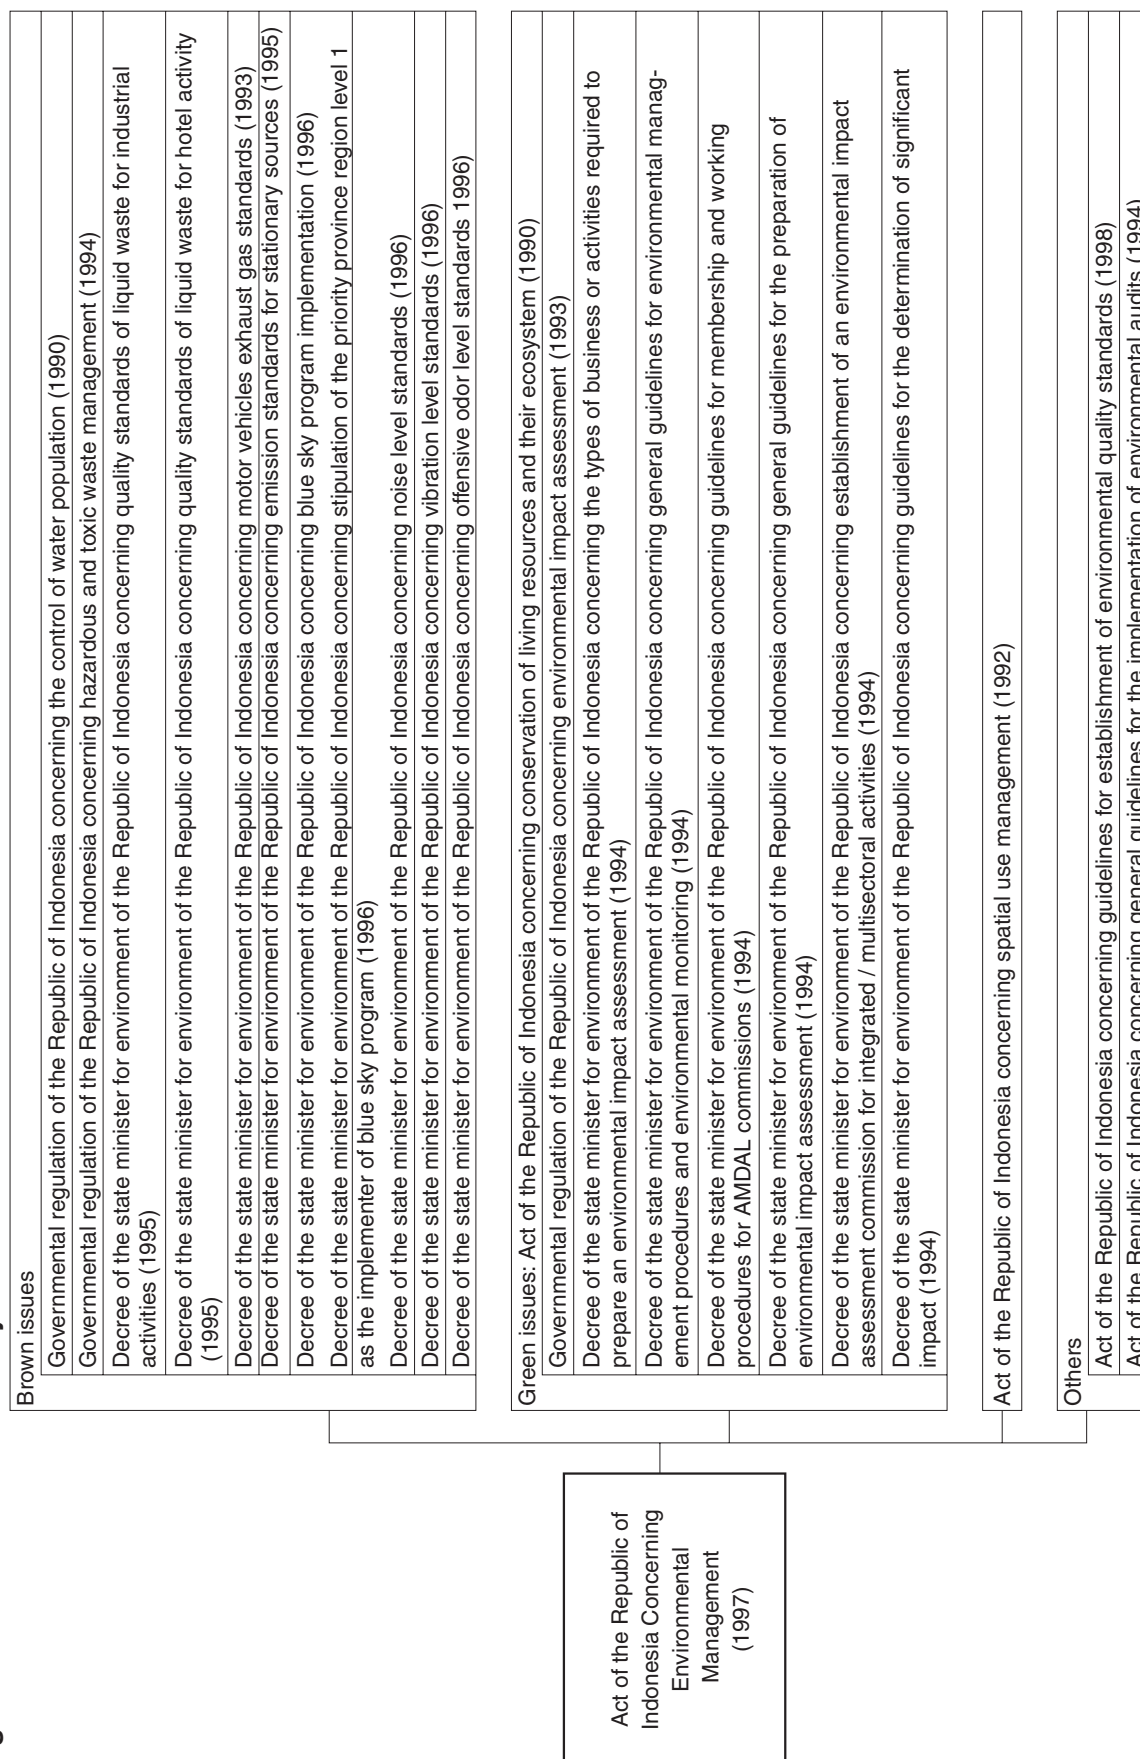 Brown issues
Governmental regulation of the Republic of Indonesia concerning the control of water population (1990)
Governmental regulation of the Republic of Indonesia concerning hazardous and toxic waste management (1994)
Decree of the state minister for environment of the Republic of Indonesia concerning quality standards of liquid waste for industrial
activities (1995)
Decree of the state minister for environment of the Republic of Indonesia concerning quality standards of liquid waste for hotel activity
(1995)
Decree of the state minister for environment of the Republic of Indonesia concerning motor vehicles exhaust gas standards (1993)
Decree of the state minister for environment of the Republic of Indonesia concerning emission standards for stationary sources (1995)
Decree of the state minister for environment of the Republic of Indonesia concerning blue sky program implementation (1996)
Decree of the state minister for environment of the Republic of Indonesia concerning stipulation of the priority province region level 1
as the implementer of blue sky program (1996)
Decree of the state minister for environment of the Republic of Indonesia concerning noise level standards (1996)
Decree of the state minister for environment of the Republic of Indonesia concerning vibration level standards (1996)
Decree of the state minister for environment of the Republic of Indonesia concerning offensive odor level standards 1996)
Green issues: Act of the Republic of Indonesia concerning conservation of living resources and their ecosystem (1990)
Governmental regulation of the Republic of Indonesia concerning environmental impact assessment (1993)
Decree of the state minister for environment of the Republic of Indonesia concerning the types of business or activities required to
prepare an environmental impact assessment (1994)
Decree of the state minister for environment of the Republic of Indonesia concerning general guidelines for environmental manag-
ement procedures and environmental monitoring (1994)
Decree of the state minister for environment of the Republic of Indonesia concerning guidelines for membership and working
procedures for AMDAL commissions (1994)
Decree of the state minister for environment of the Republic of Indonesia concerning general guidelines for the preparation of
environmental impact assessment (1994)
Decree of the state minister for environment of the Republic of Indonesia concerning establishment of an environmental impact
assessment commission for integrated / multisectoral activities (1994)
Decree of the state minister for environment of the Republic of Indonesia concerning guidelines for the determination of significant
impact (1994)
Act of the Republic of Indonesia concerning spatial use management (1992)
Others
Act of the Republic of Indonesia concerning guidelines for establishment of environmental quality standards (1998)
Act of the Republic of Indonesia concerning general guidelines for the implementation of environmental audits (1994)
Act of the Republic of
Indonesia Concerning
Environmental
Management
(1997)